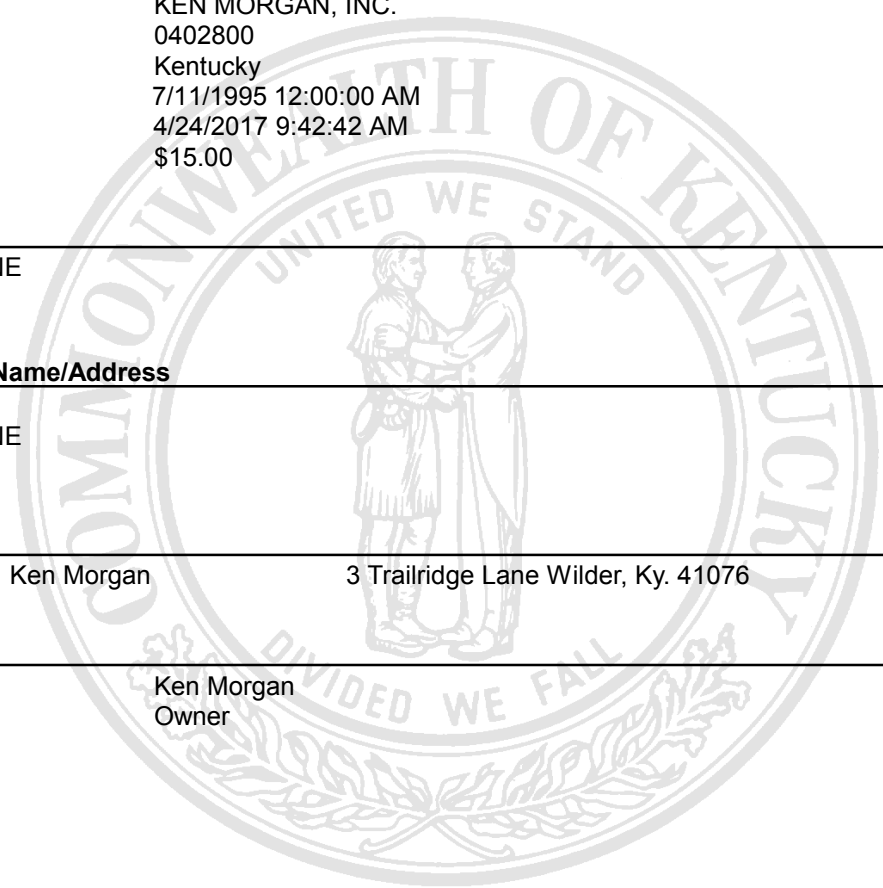 KEN MORGAN, INC.
0402800
Kentucky
7/11/1995 12:00:00 AM
4/24/2017 9:42:42 AM
$15.00
COMMONWEALTH OF KENTUCKY
UNITED WE STAND
Name/Address
Ken Morgan 3 Trailridge Lane Wilder, Ky. 41076
DIVIDED WE FALL
Ken Morgan
Owner